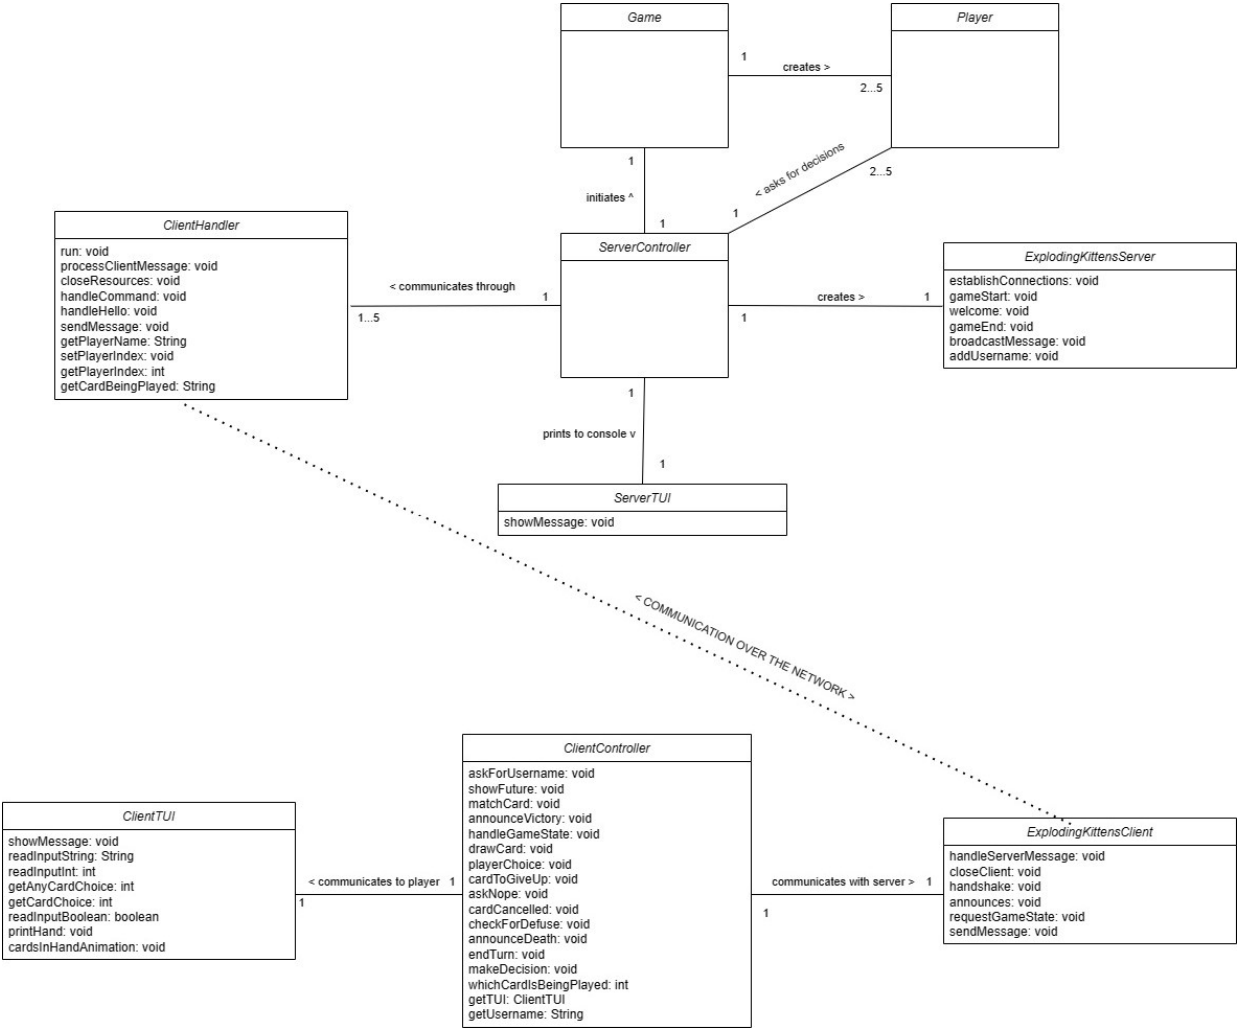 Game
Player
1
creates >
2...5
1
initiates ^
1
< asks for decisions
2...5
1
ClientHandler
run: void
processClientMessage: void
closeResources: void
handleCommand: void
handleHello: void
sendMessage: void
getPlayerName: String
setPlayerIndex: void
getPlayerIndex: int
getCardBeingPlayed: String
< communicates through
1
1...5
ServerController
creates >
1
1
ExplodingKittensServer
establishConnections: void
gameStart: void
welcome: void
gameEnd: void
broadcastMessage: void
addUsername: void
1
prints to console v
1
ServerTUI
showMessage: void
< COMMUNICATION OVER THE NETWORK >
ClientTUI
showMessage: void
readInputString: String
readInputInt: int
getAnyCardChoice: int
getCardChoice: int
readInputBoolean: boolean
printHand: void
cardsInHandAnimation: void
< communicates to player
1
1
ClientController
askForUsername: void
showFuture: void
matchCard: void
announceVictory: void
handleGameState: void
drawCard: void
playerChoice: void
cardToGiveUp: void
askNope: void
cardCancelled: void
checkForDefuse: void
announceDeath: void
endTurn: void
makeDecision: void
whichCardIsBeingPlayed: int
getTUI: ClientTUI
getUsername: String
communicates with server >
1
1
ExplodingKittensClient
handleServerMessage: void
closeClient: void
handshake: void
announces: void
requestGameState: void
sendMessage: void